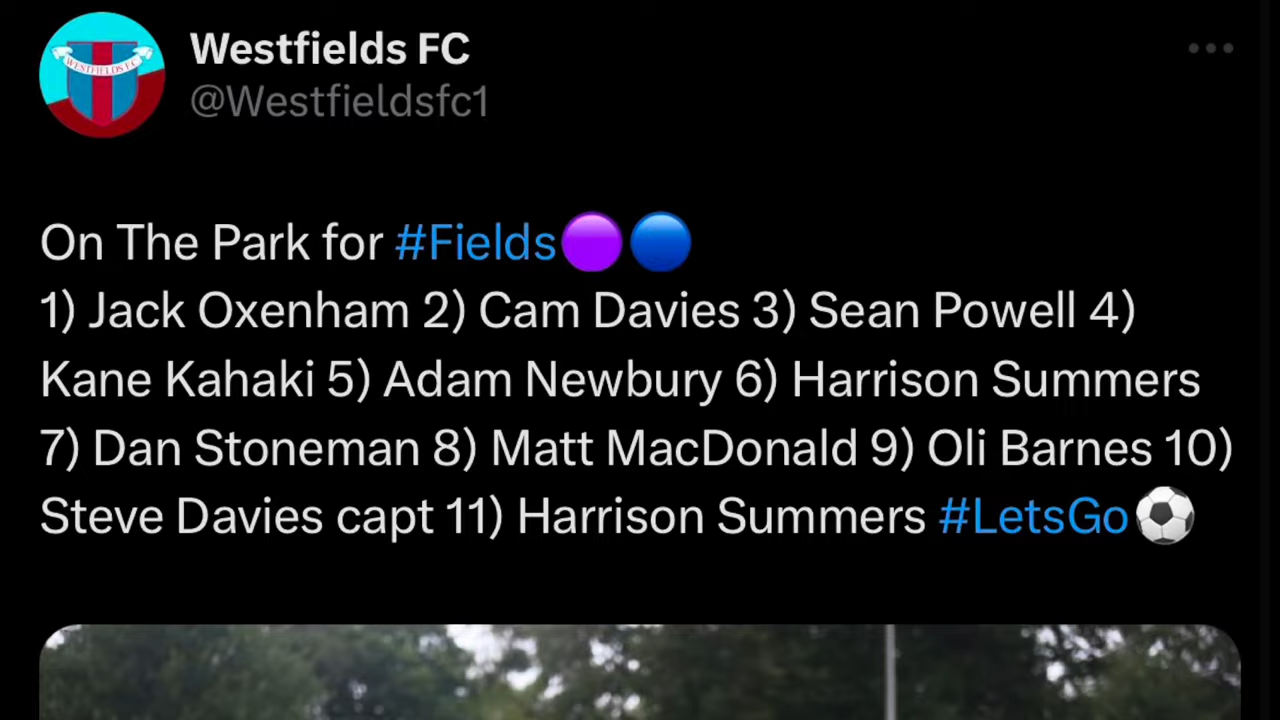 Westfields FC
@Westfieldsfc1
WESTFIELDS F.C
On The Park for #Fields🟣🔵
1) Jack Oxenham 2) Cam Davies 3) Sean Powell 4)
Kane Kahaki 5) Adam Newbury 6) Harrison Summers
7) Dan Stoneman 8) Matt MacDonald 9) Oli Barnes 10)
Steve Davies capt 11) Harrison Summers #LetsGo⚽